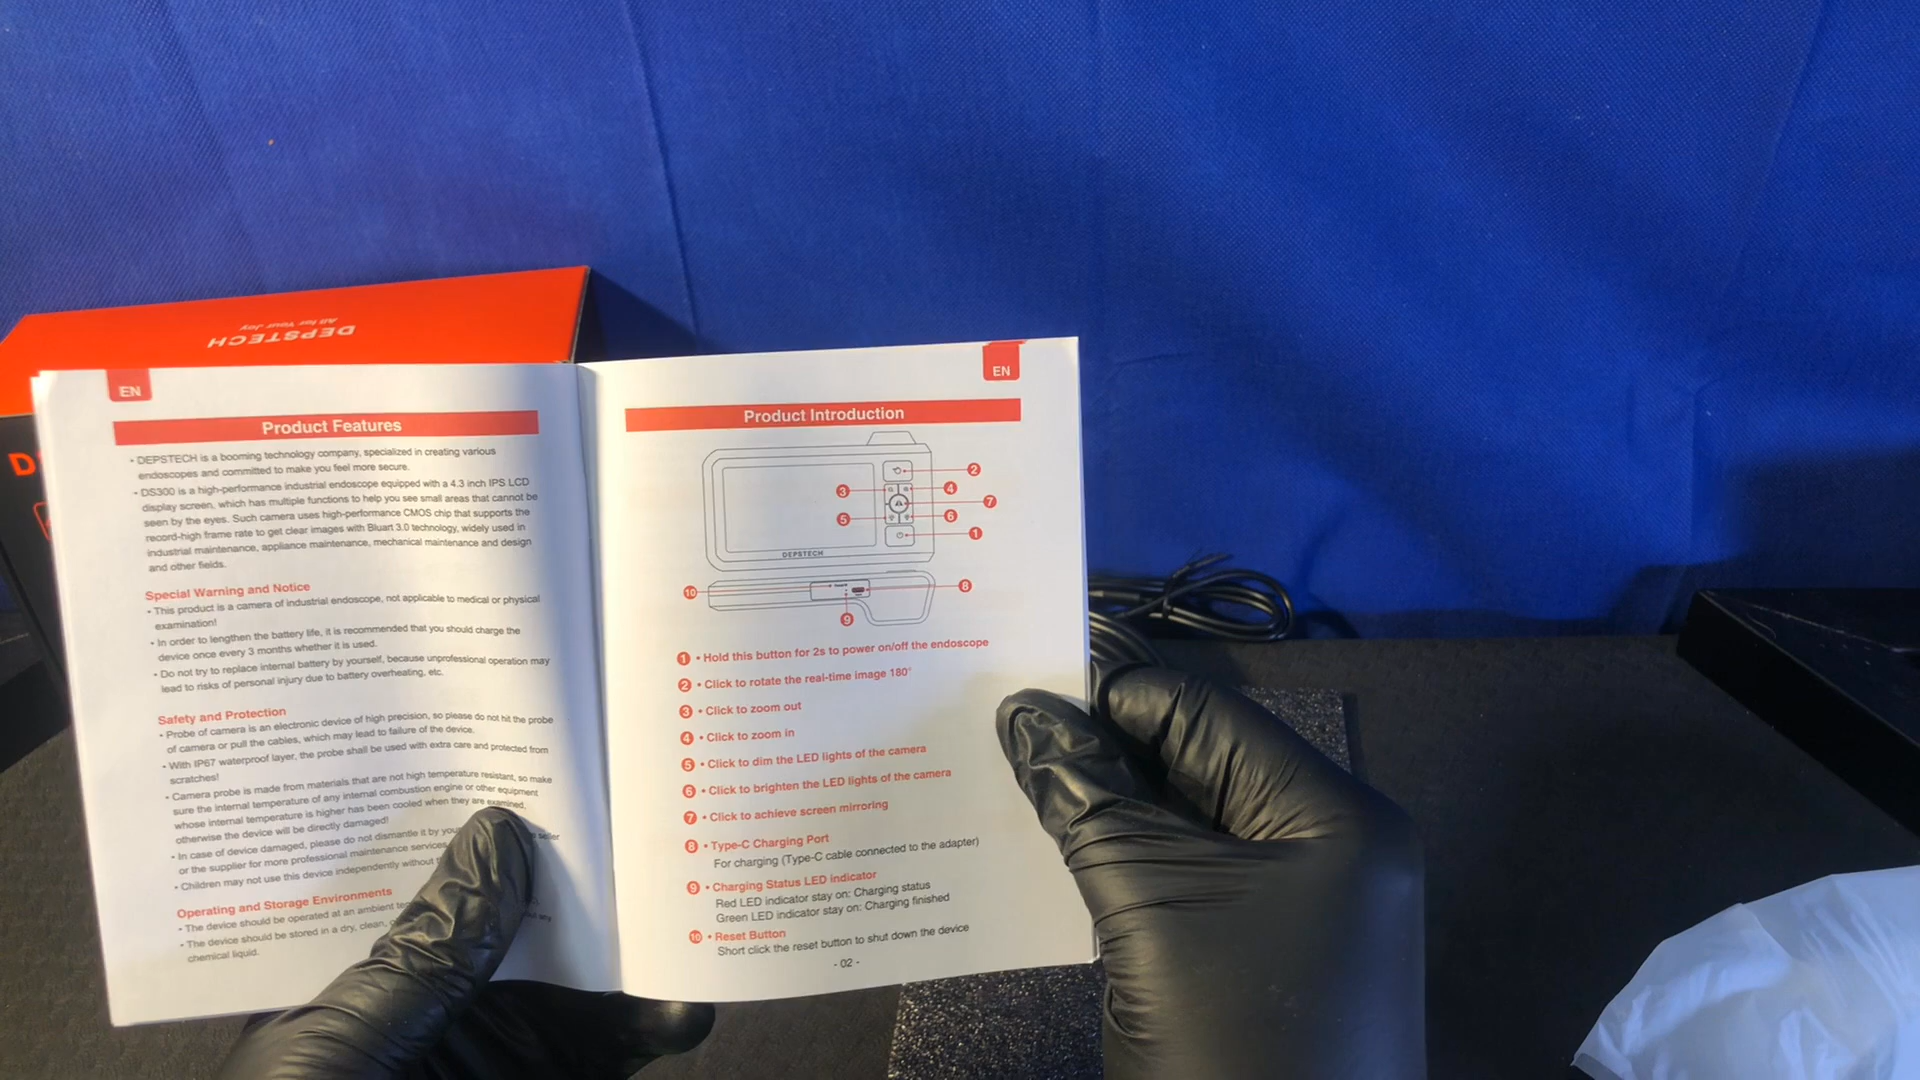 DEPSTECH
All for Your Joy
D
EN
Product Features
• DEPSTECH is a booming technology company, specialized in creating various
endoscopes and committed to make you feel more secure.
• DS300 is a high-performance industrial endoscope equipped with a 4.3 inch IPS LCD
display screen, which has multiple functions to help you see small areas that cannot be
seen by the eyes. Such camera uses high-performance CMOS chip that supports the
record-high frame rate to get clear images with Bluart 3.0 technology, widely used in
industrial maintenance, appliance maintenance, mechanical maintenance and design
and other fields.
Special Warning and Notice
• This product is a camera of industrial endoscope, not applicable to medical or physical
examination!
• In order to lengthen the battery life, it is recommended that you should charge the
device once every 3 months whether it is used.
• Do not try to replace internal battery by yourself, because unprofessional operation may
lead to risks of personal injury due to battery overheating, etc.
Safety and Protection
• Probe of camera is an electronic device of high precision, so please do not hit the probe
of camera or pull the cables, which may lead to failure of the device.
• With IP67 waterproof layer, the probe shall be used with extra care and protected from
scratches!
• Camera probe is made from materials that are not high temperature resistant, so make
sure the internal temperature of any internal combustion engine or other equipment
whose internal temperature is higher has been cooled when they are examined,
otherwise the device will be directly damaged!
• In case of device damaged, please do not dismantle it by your seller
or the supplier for more professional maintenance services
• Children may not use this device independently without
Operating and Storage Environments
• The device should be operated at an ambient
• The device should be stored in a dry, clean, any
chemical liquid.
EN
Product Introduction
2
3 4
7
5 6
1
DEPSTECH
10 8
9
1 • Hold this button for 2s to power on/off the endoscope
2 • Click to rotate the real-time image 180°
3 • Click to zoom out
4 • Click to zoom in
5 • Click to dim the LED lights of the camera
6 • Click to brighten the LED lights of the camera
7 • Click to achieve screen mirroring
8 • Type-C Charging Port
For charging (Type-C cable connected to the adapter)
9 • Charging Status LED indicator
Red LED indicator stay on: Charging status
Green LED indicator stay on: Charging finished
10 • Reset Button
Short click the reset button to shut down the device
- 02 -